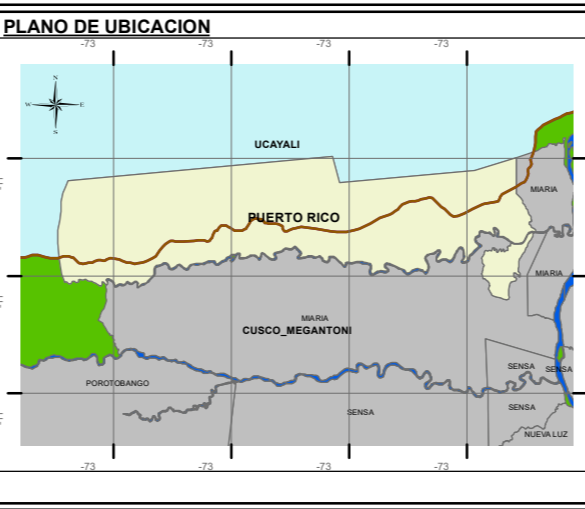 PLANO DE UBICACION
-73 -73 -73 -73
N
W E
S
UCAYALI
MIARIA
PUERTO RICO
MIARIA
MIARIA
CUSCO_MEGANTONI
SENSA SENSA
POROTOBANGO
SENSA SENSA
NUEVA LUZ
-73 -73 -73 -73